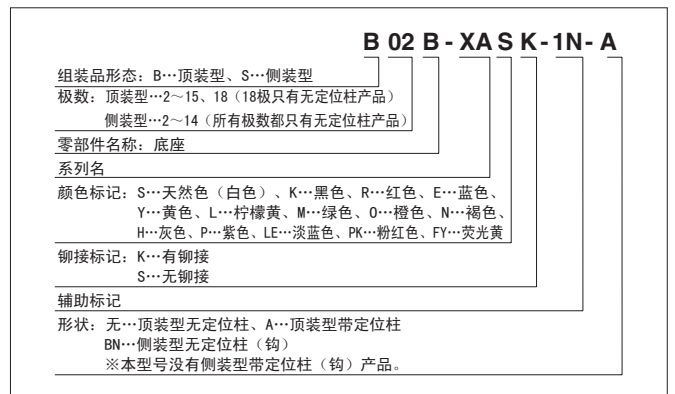 B 02 B - XA S K - 1N - A
组装品形态：B…顶装型、S…侧装型
极数：顶装型…2～15、18（18极只有无定位柱产品）
侧装型…2～14（所有极数都只有无定位柱产品）
零部件名称：底座
系列名
颜色标记：S…天然色（白色）、K…黑色、R…红色、E…蓝色、
Y…黄色、L…柠檬黄、M…绿色、O…橙色、N…褐色、
H…灰色、P…紫色、LE…淡蓝色、PK…粉红色、FY…荧光黄
铆接标记：K…有铆接
S…无铆接
辅助标记
形状：无…顶装型无定位柱、A…顶装型带定位柱
BN…侧装型无定位柱（钩）
※本型号没有侧装型带定位柱（钩）产品。